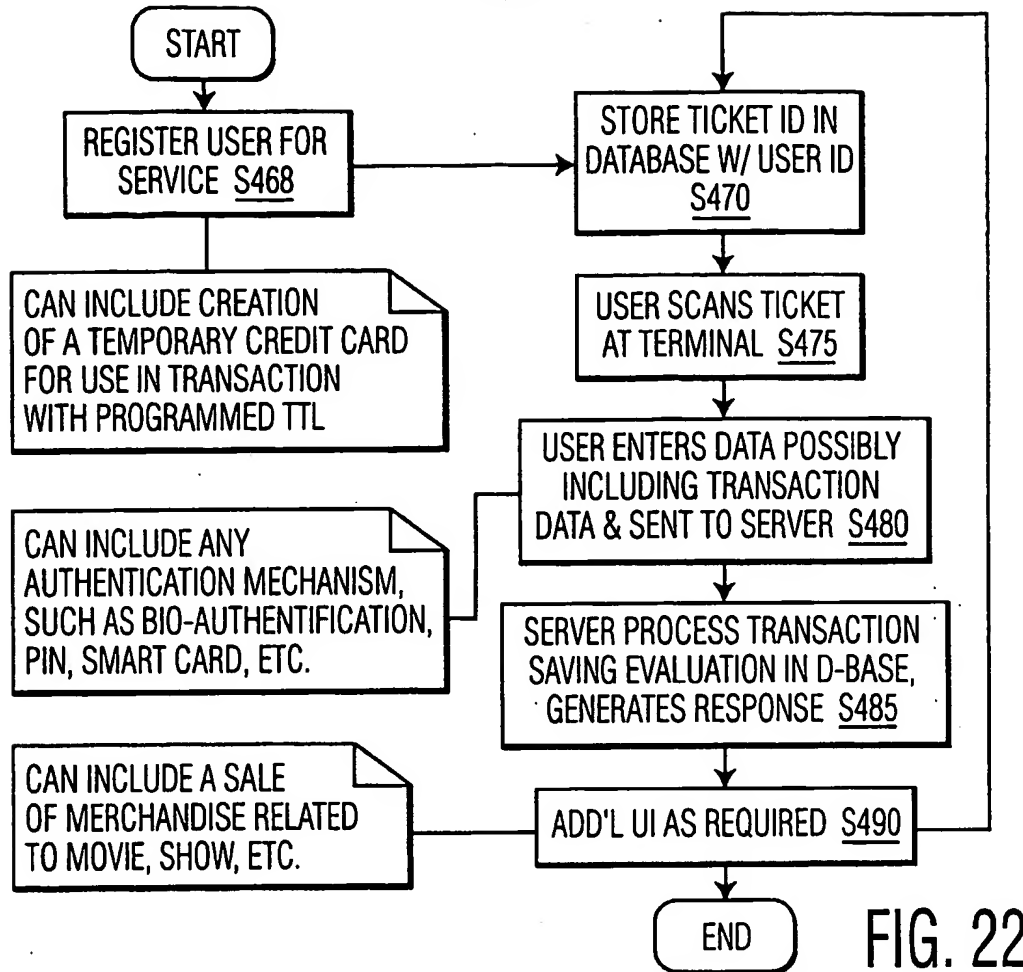 START
REGISTER USER FOR
SERVICE S468
CAN INCLUDE CREATION
OF A TEMPORARY CREDIT CARD
FOR USE IN TRANSACTION
WITH PROGRAMMED TTL
CAN INCLUDE ANY
AUTHENTICATION MECHANISM,
SUCH AS BIO-AUTHENTIFICATION,
PIN, SMART CARD, ETC.
CAN INCLUDE A SALE
OF MERCHANDISE RELATED
TO MOVIE, SHOW, ETC.
STORE TICKET ID IN
DATABASE W/ USER ID
S470
USER SCANS TICKET
AT TERMINAL S475
USER ENTERS DATA POSSIBLY
INCLUDING TRANSACTION
DATA & SENT TO SERVER S480
SERVER PROCESS TRANSACTION
SAVING EVALUATION IN D-BASE,
GENERATES RESPONSE S485
ADD'L UI AS REQUIRED S490
END
FIG. 22